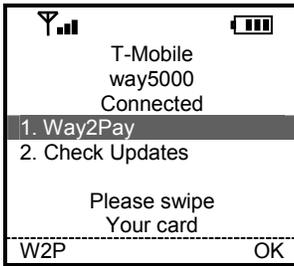 T-Mobile
way5000
Connected
1. Way2Pay
2. Check Updates
Please swipe
Your card
W2P OK